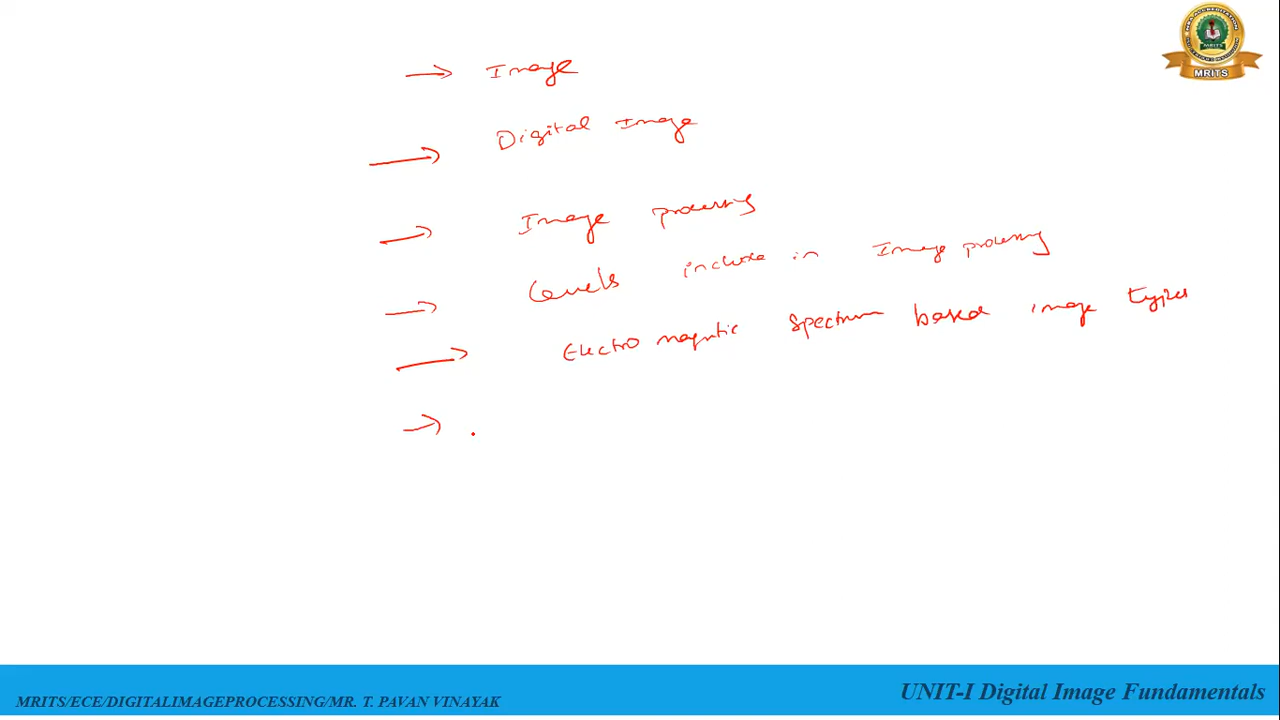 MRITS
→ Image
→ Digital Image
→ Image processing
→ Levels include in Image processing
→ Electro magnetic Spectrum based image types
→ .
MRITS/ECE/DIGITALIMAGEPROCESSING/MR. T. PAVAN VINAYAK
UNIT-I Digital Image Fundamentals